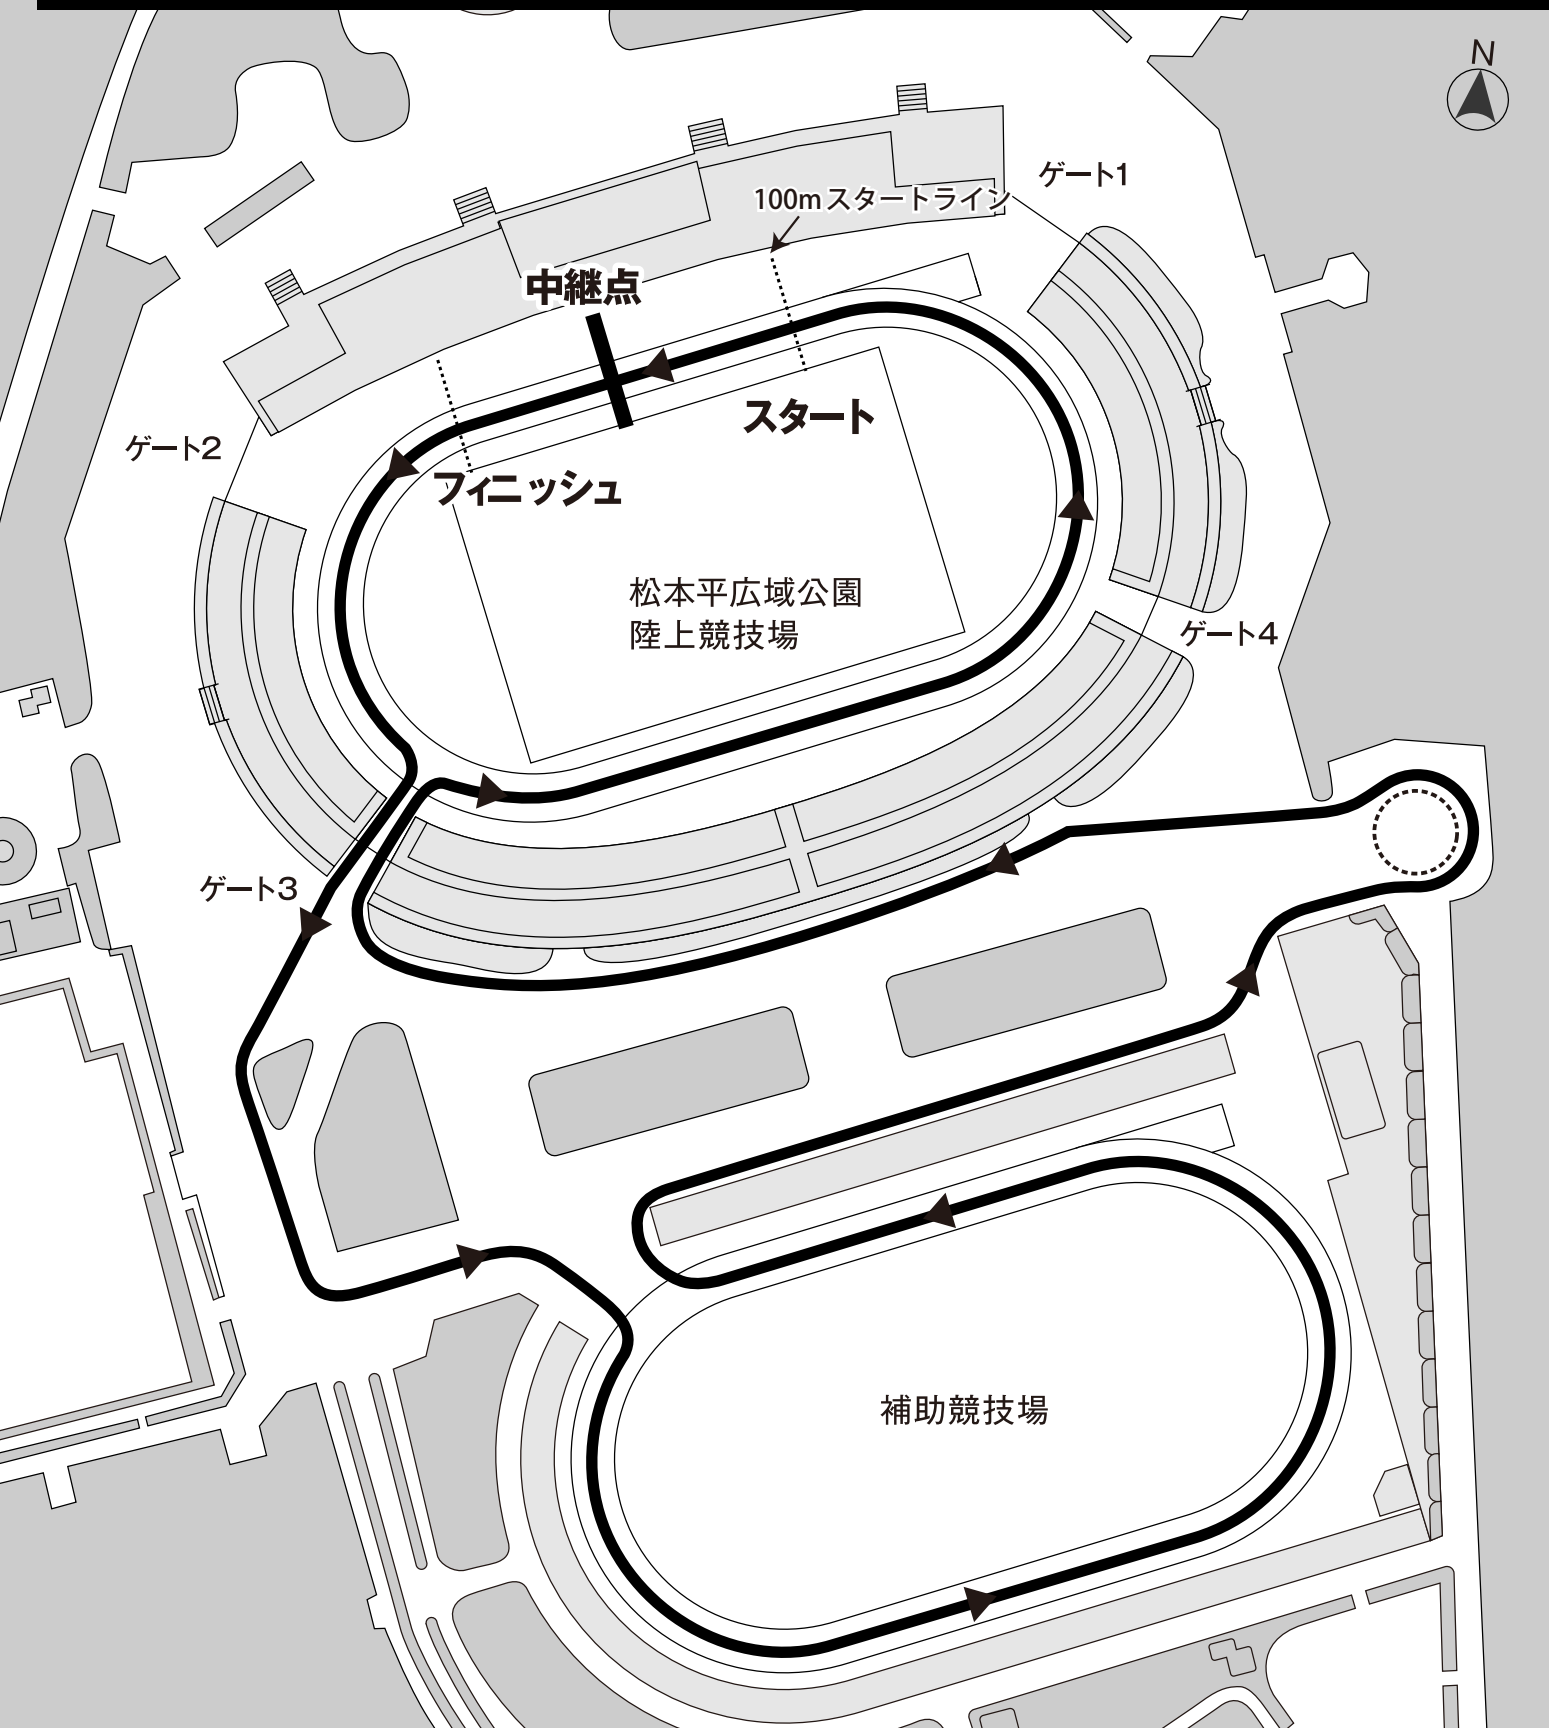 N
ゲート1
100mスタートライン
中継点
スタート
ゲート2
フィニッシュ
松本平広域公園
陸上競技場
ゲート4
ゲート3
補助競技場